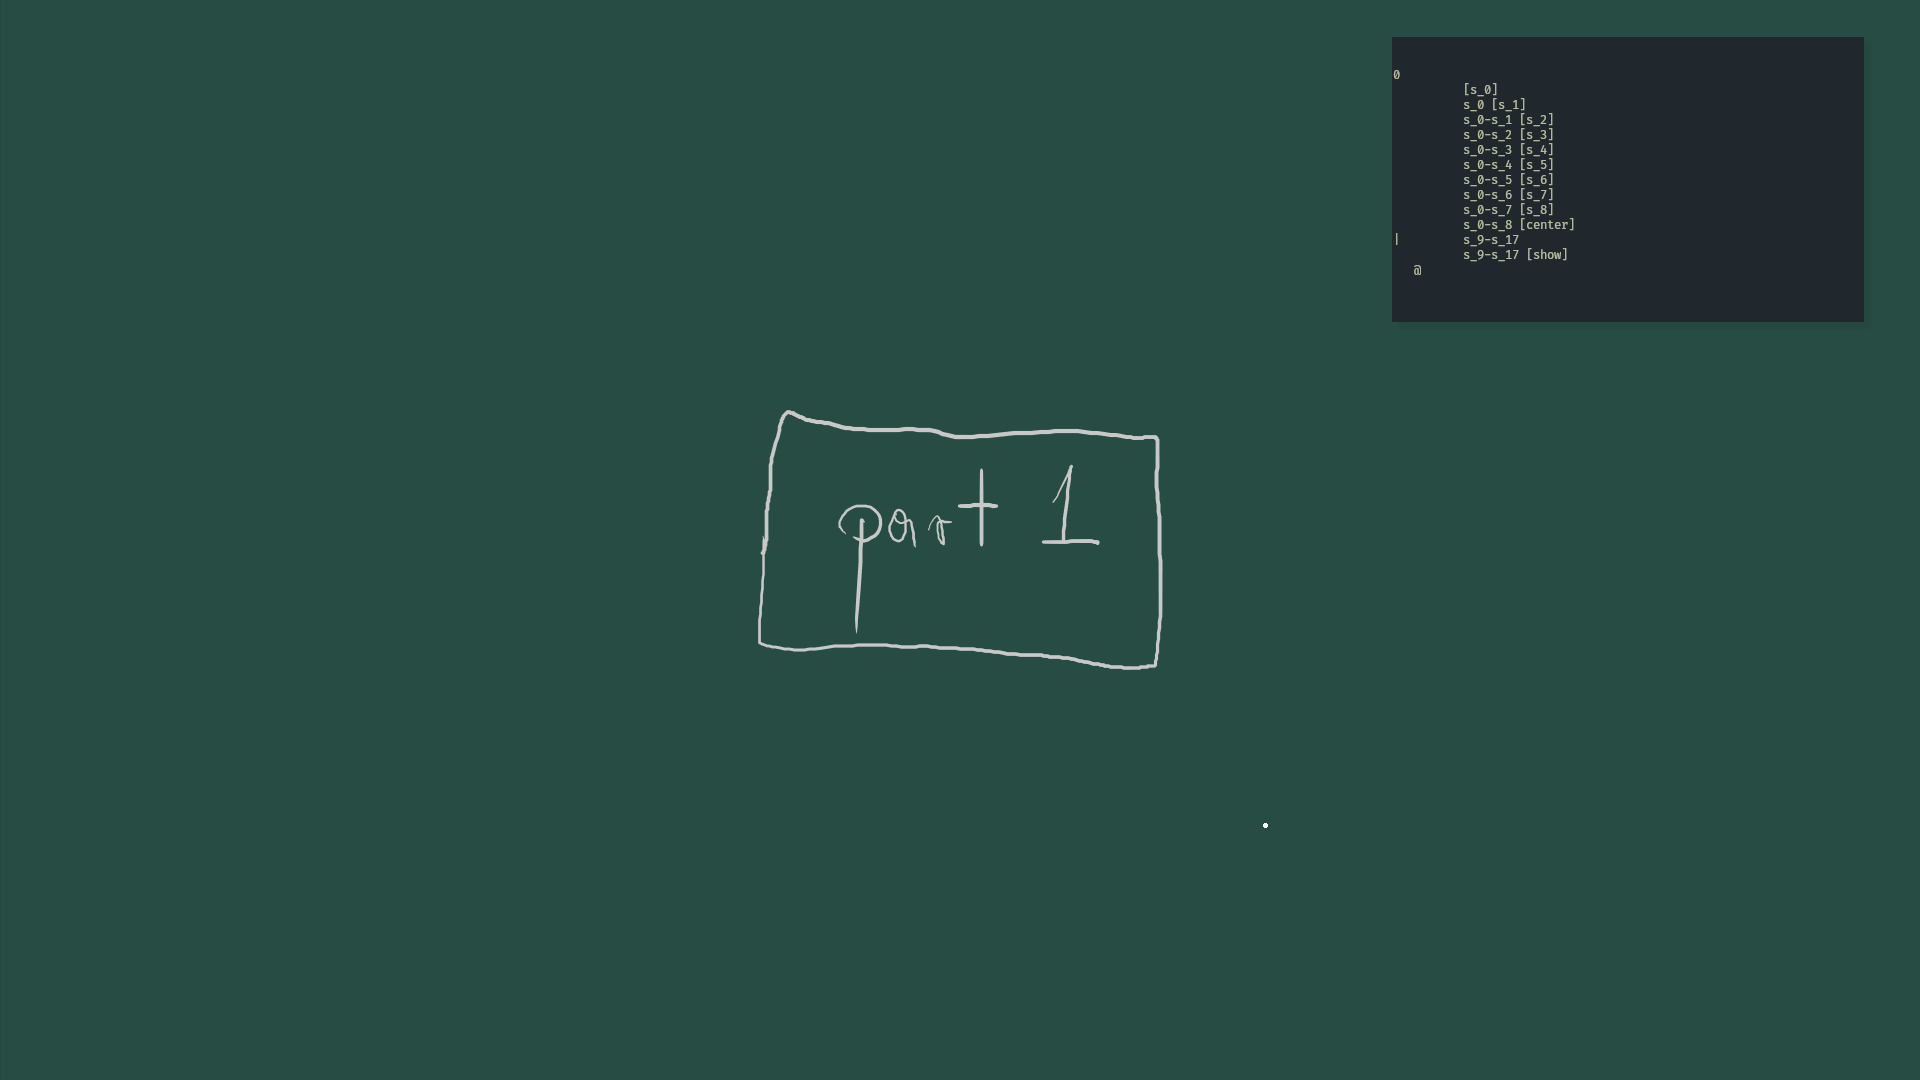 0
[s_0]
s_0 [s_1]
s_0-s_1 [s_2]
s_0-s_2 [s_3]
s_0-s_3 [s_4]
s_0-s_4 [s_5]
s_0-s_5 [s_6]
s_0-s_6 [s_7]
s_0-s_7 [s_8]
s_0-s_8 [center]
| s_9-s_17
s_9-s_17 [show]
@
part 1